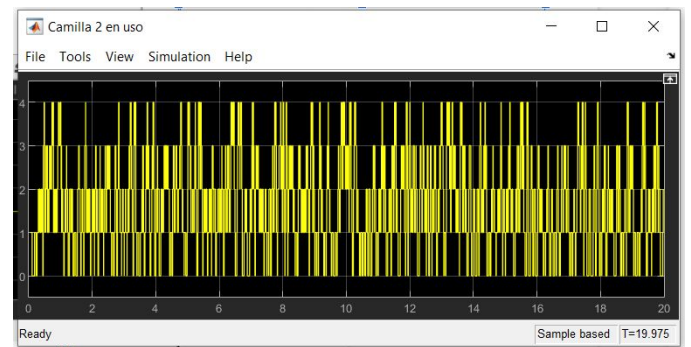 Camilla 2 en uso
File Tools View Simulation Help
4
3
2
1
0
0 2 4 6 8 10 12 14 16 18 20
Ready Sample based T=19.975